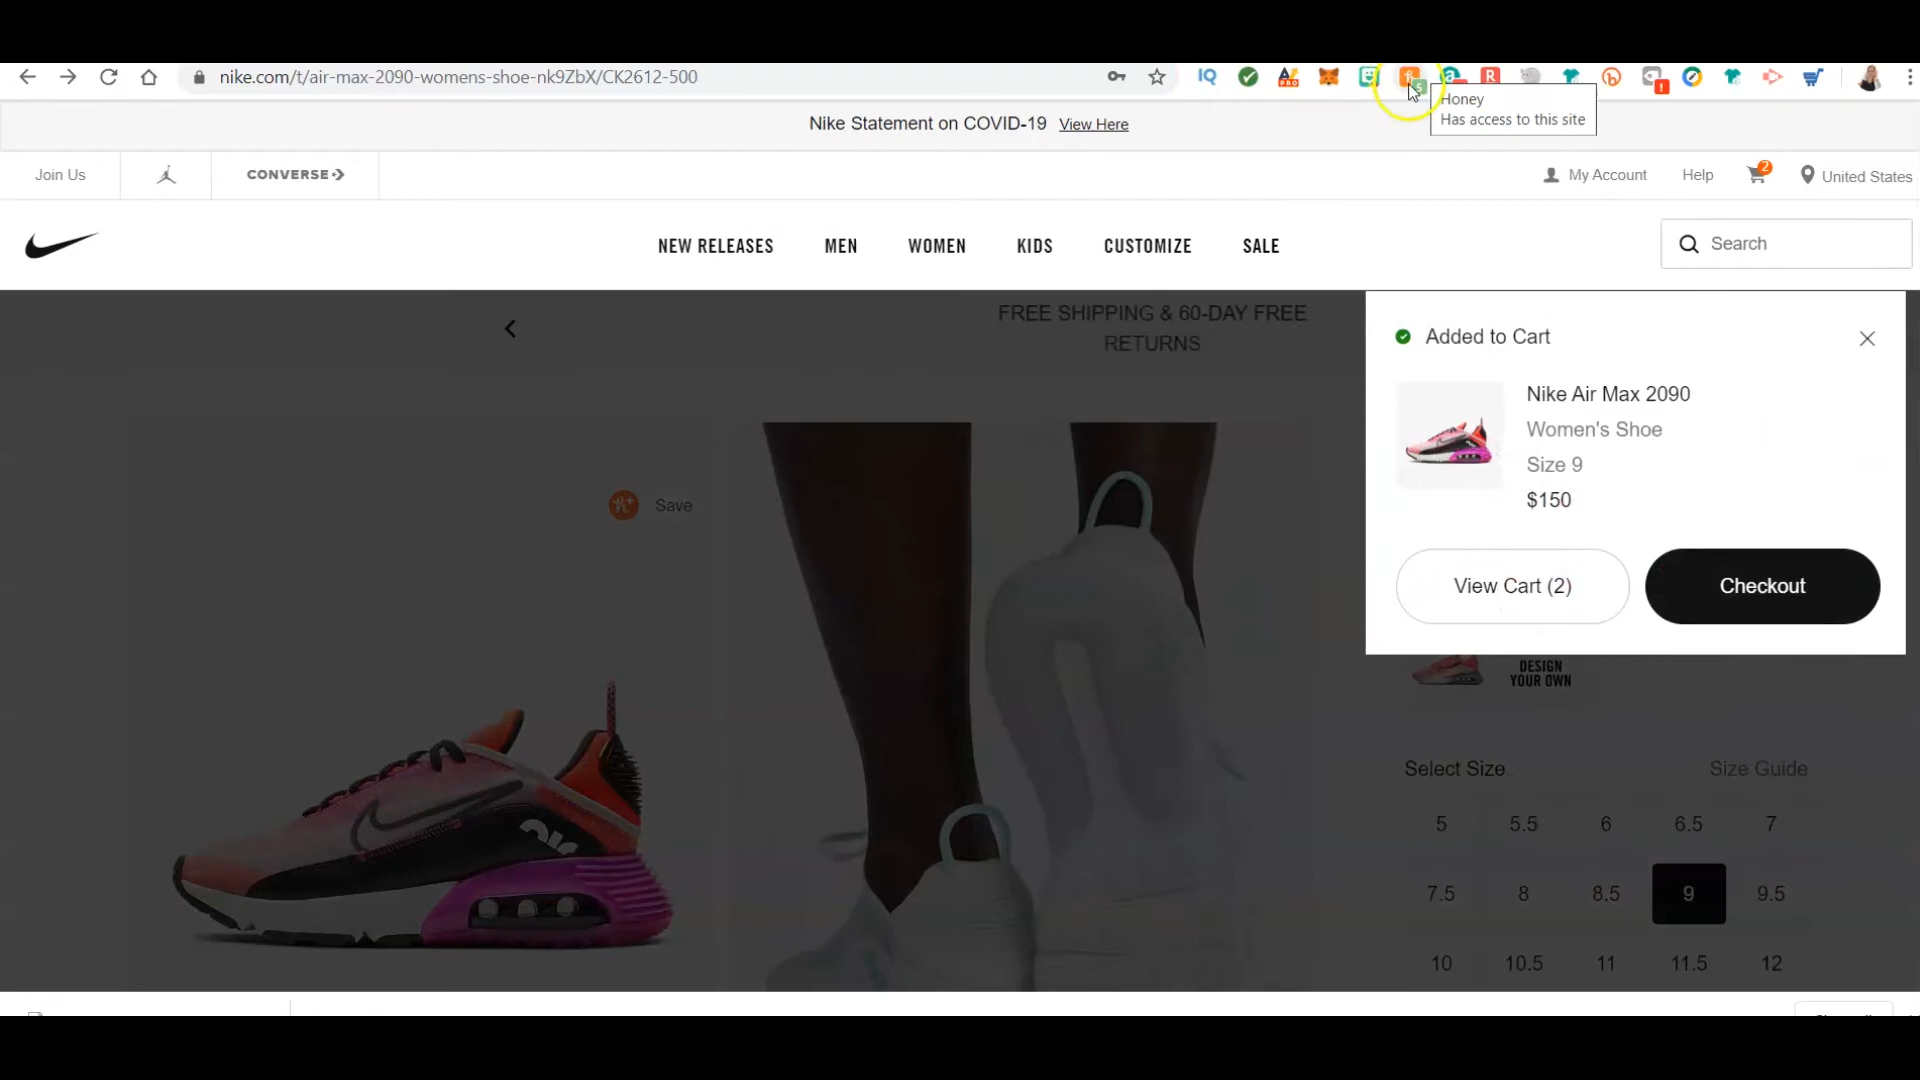 nike.com/t/air-max-2090-womens-shoe-nk9ZbX/CK2612-500
Honey
Has access to this site
Nike Statement on COVID-19 View Here
Join Us
CONVERSE
My Account
Help
2
United States
NEW RELEASES
MEN
WOMEN
KIDS
CUSTOMIZE
SALE
Search
FREE SHIPPING & 60-DAY FREE
RETURNS
Added to Cart
Nike Air Max 2090
Women's Shoe
Size 9
$150
View Cart (2)
Checkout
Save
DESIGN
YOUR OWN
Select Size
Size Guide
5 5.5 6 6.5 7
7.5 8 8.5 9 9.5
10 10.5 11 11.5 12